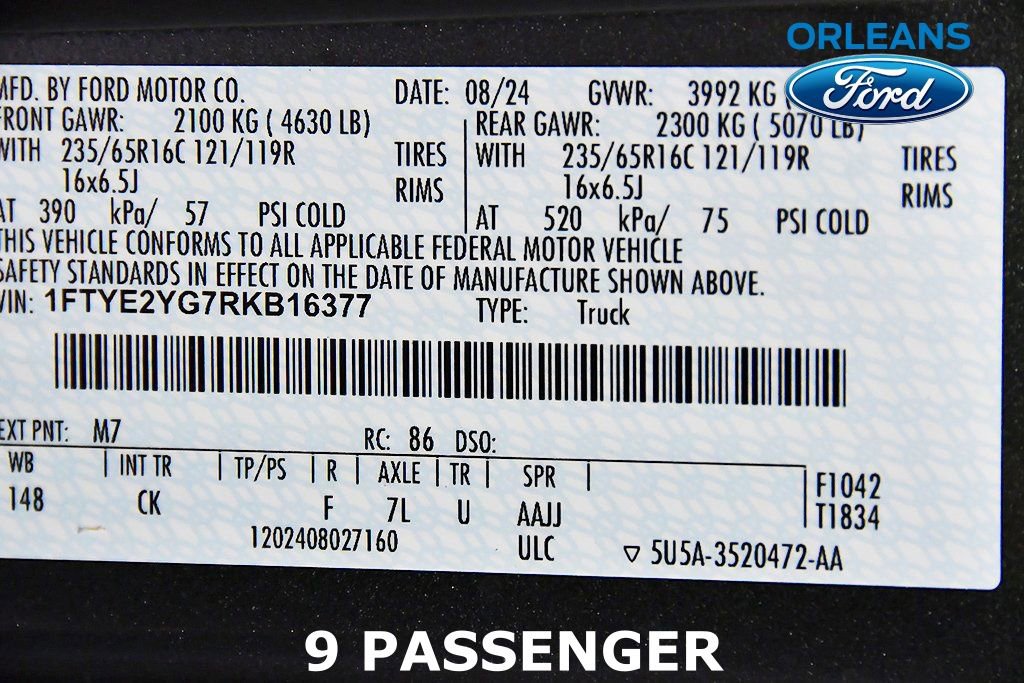 ORLEANS
Ford
MFD. BY FORD MOTOR CO. DATE: 08/24 GVWR: 3992 KG (
FRONT GAWR: 2100 KG ( 4630 LB) REAR GAWR: 2300 KG ( 5070 LB)
WITH 235/65R16C 121/119R TIRES WITH 235/65R16C 121/119R TIRES
16x6.5J RIMS 16x6.5J RIMS
AT 390 kPa/ 57 PSI COLD AT 520 kPa/ 75 PSI COLD
THIS VEHICLE CONFORMS TO ALL APPLICABLE FEDERAL MOTOR VEHICLE
SAFETY STANDARDS IN EFFECT ON THE DATE OF MANUFACTURE SHOWN ABOVE.
VIN: 1FTYE2YG7RKB16377 TYPE: Truck
EXT PNT: M7 RC: 86 DSO:
WB INT TR TP/PS R AXLE TR SPR F1042
148 CK F 7L U AAJJ T1834
1202408027160 ULC ▽ 5U5A-3520472-AA
9 PASSENGER